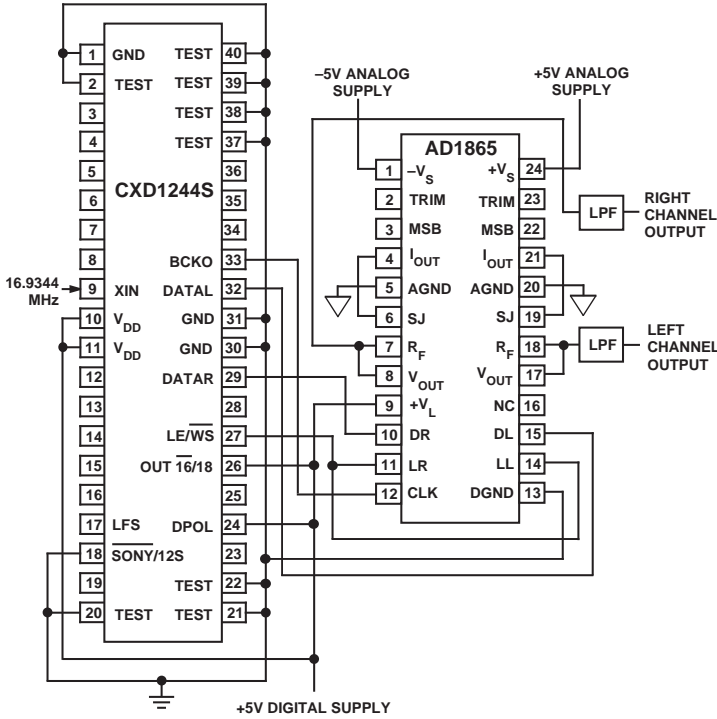 1 GND TEST 40
2 TEST TEST 39
3 TEST 38
4 TEST 37
5 36
CXD1244S
6 35
7 34
8 BCKO 33
16.9344 MHz
9 XIN DATAL 32
10 VDD GND 31
11 VDD GND 30
12 DATAR 29
13 28
14 LE/WS 27
15 OUT 16/18 26
16 25
17 LFS DPOL 24
18 SONY/12S 23
19 TEST 22
20 TEST TEST 21
+5V DIGITAL SUPPLY
–5V ANALOG
SUPPLY
+5V ANALOG
SUPPLY
AD1865
1 –VS +VS 24
2 TRIM TRIM 23
3 MSB MSB 22
4 IOUT IOUT 21
5 AGND AGND 20
6 SJ SJ 19
7 RF RF 18
8 VOUT VOUT 17
9 +VL NC 16
10 DR DL 15
11 LR LL 14
12 CLK DGND 13
LPF
RIGHT
CHANNEL
OUTPUT
LPF
LEFT
CHANNEL
OUTPUT